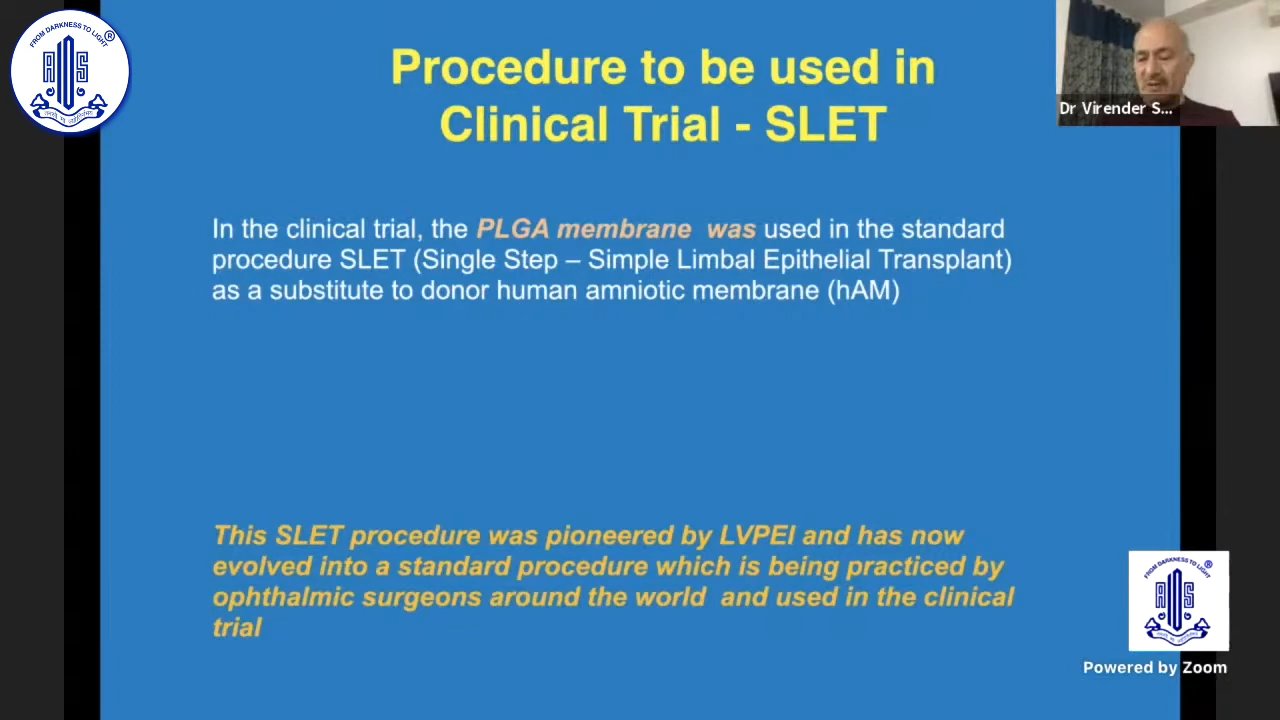 FROM DARKNESS TO LIGHT
®
AIOS
Procedure to be used in
Clinical Trial - SLET
Dr Virender S...
In the clinical trial, the PLGA membrane was used in the standard
procedure SLET (Single Step – Simple Limbal Epithelial Transplant)
as a substitute to donor human amniotic membrane (hAM)
This SLET procedure was pioneered by LVPEI and has now
evolved into a standard procedure which is being practiced by
ophthalmic surgeons around the world and used in the clinical
trial
FROM DARKNESS TO LIGHT
®
AIOS
Powered by Zoom